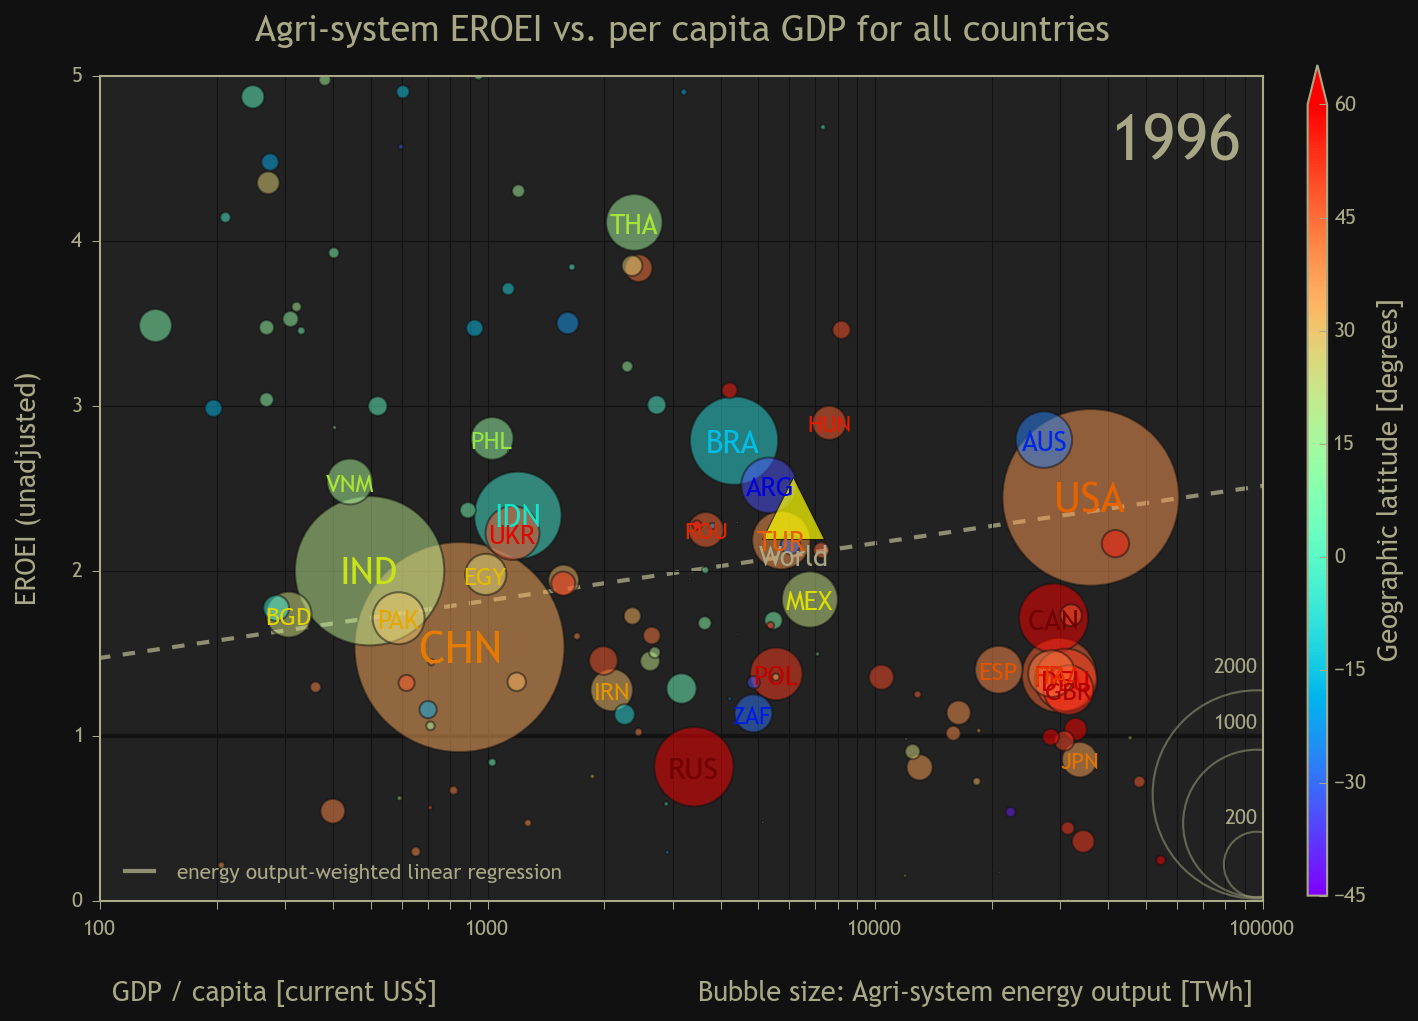 Agri-system EROEI vs. per capita GDP for all countries
1996
EROEI (unadjusted)
5
4
3
2
1
0
THA
HUN
BRA
AUS
PHL
VNM
ARG
USA
IDN
UKR
ROU
TUR
World
IND
EGY
MEX
BGD
PAK
CAN
CHN
POL
ESP
GBR
IRN
ZAF
RUS
JPN
2000
1000
200
energy output-weighted linear regression
100
1000
10000
100000
GDP / capita [current US$]
Bubble size: Agri-system energy output [TWh]
60
45
30
15
0
−15
−30
−45
Geographic latitude [degrees]